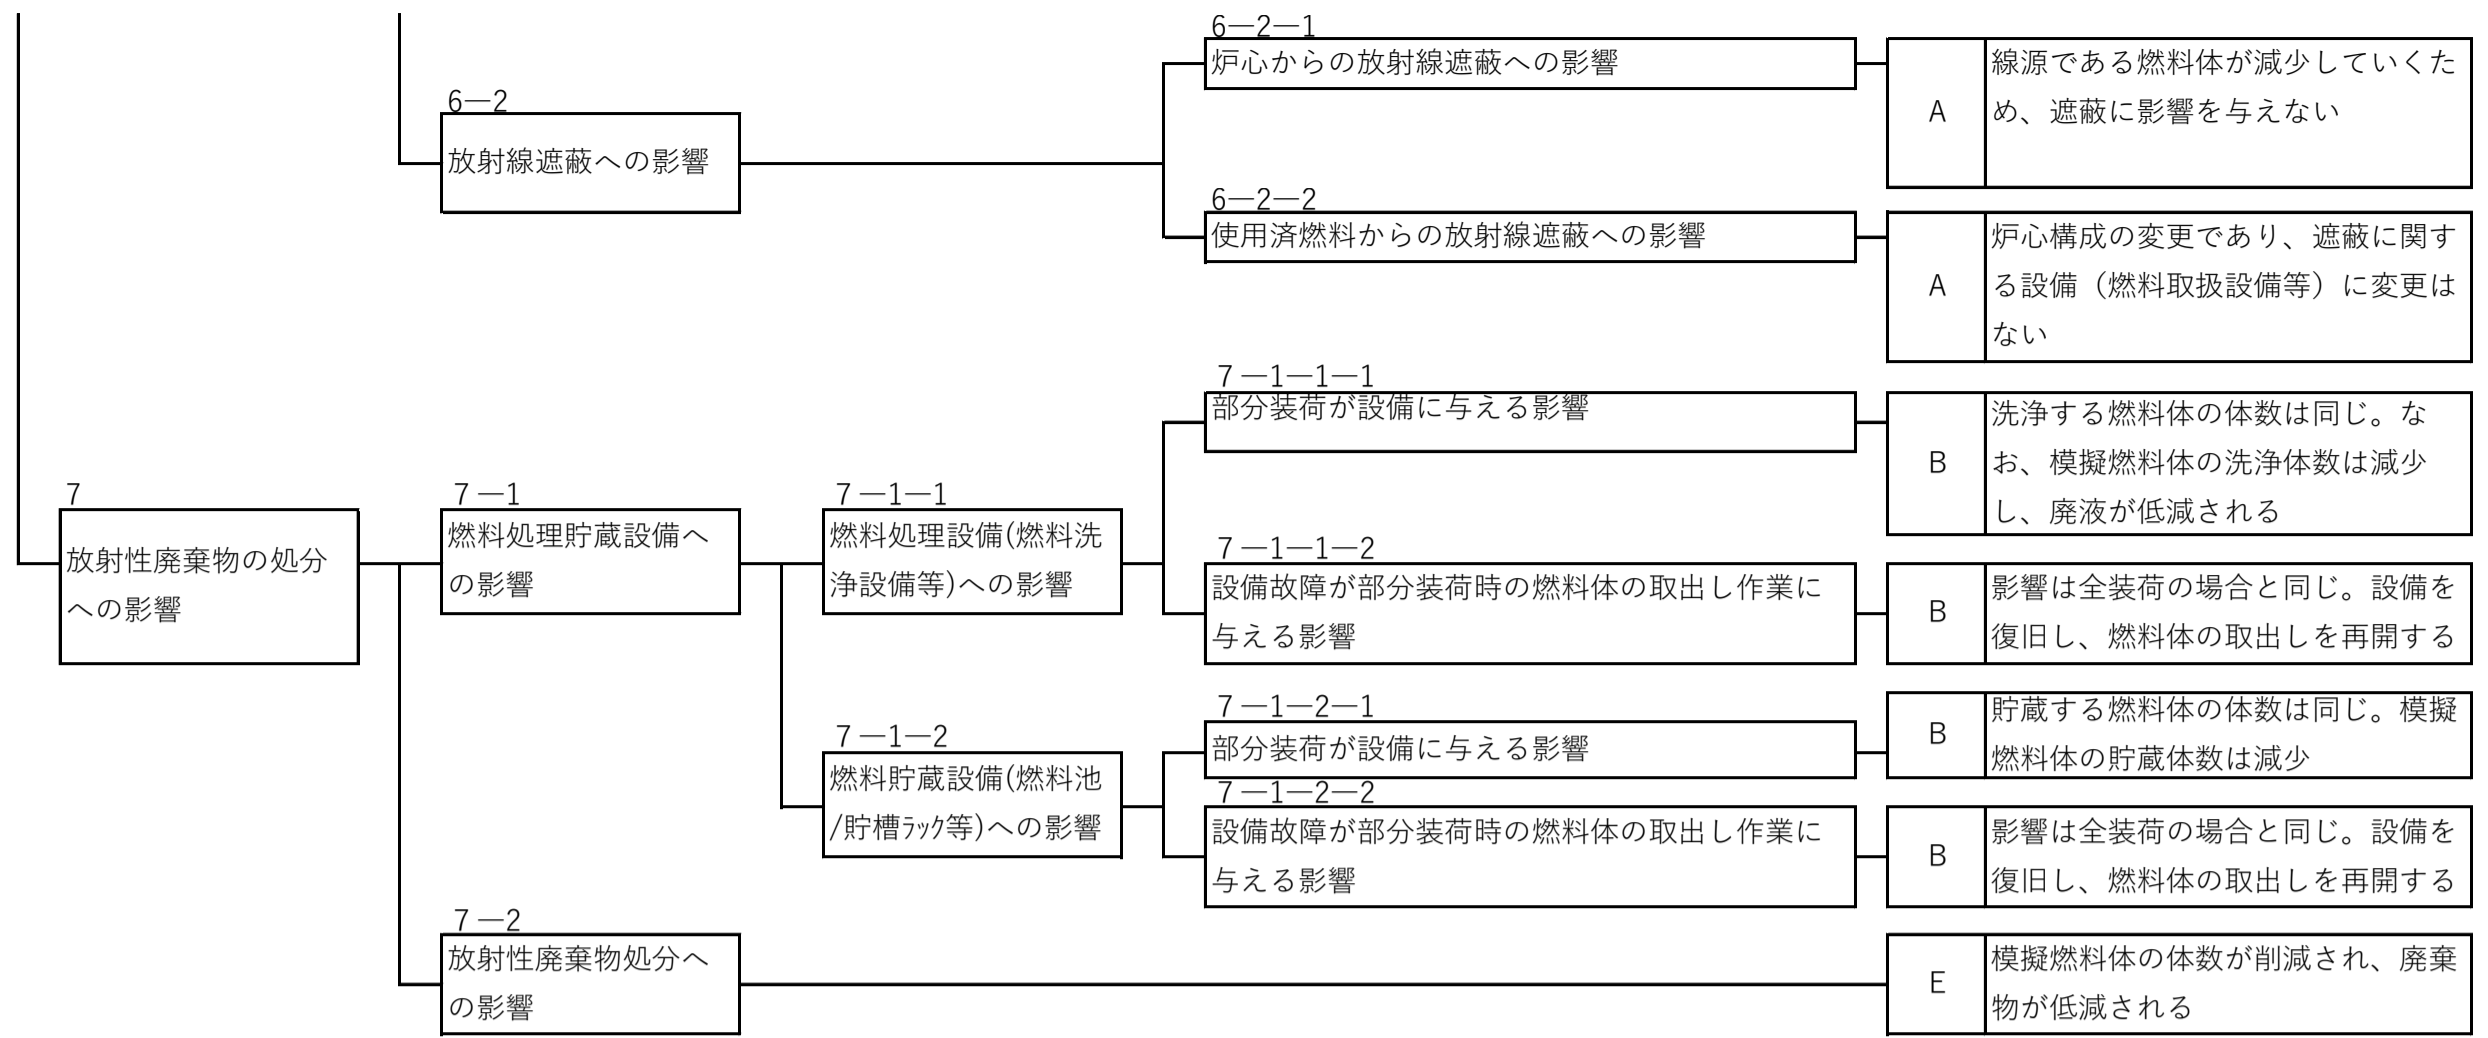 6―2―1
炉心からの放射線遮蔽への影響
A
線源である燃料体が減少していくた
め、遮蔽に影響を与えない
6―2
放射線遮蔽への影響
6―2―2
使用済燃料からの放射線遮蔽への影響
A
炉心構成の変更であり、遮蔽に関す
る設備（燃料取扱設備等）に変更は
ない
7
放射性廃棄物の処分
への影響
7 ―1
燃料処理貯蔵設備へ
の影響
7 ―1―1
燃料処理設備(燃料洗
浄設備等)への影響
7 ―1―1―1
部分装荷が設備に与える影響
B
洗浄する燃料体の体数は同じ。な
お、模擬燃料体の洗浄体数は減少
し、廃液が低減される
7 ―1―1―2
設備故障が部分装荷時の燃料体の取出し作業に
与える影響
B
影響は全装荷の場合と同じ。設備を
復旧し、燃料体の取出しを再開する
7 ―1―2
燃料貯蔵設備(燃料池
/貯槽ﾗｯｸ等)への影響
7 ―1―2―1
部分装荷が設備に与える影響
B
貯蔵する燃料体の体数は同じ。模擬
燃料体の貯蔵体数は減少
7 ―1―2―2
設備故障が部分装荷時の燃料体の取出し作業に
与える影響
B
影響は全装荷の場合と同じ。設備を
復旧し、燃料体の取出しを再開する
7 ―2
放射性廃棄物処分へ
の影響
E
模擬燃料体の体数が削減され、廃棄
物が低減される